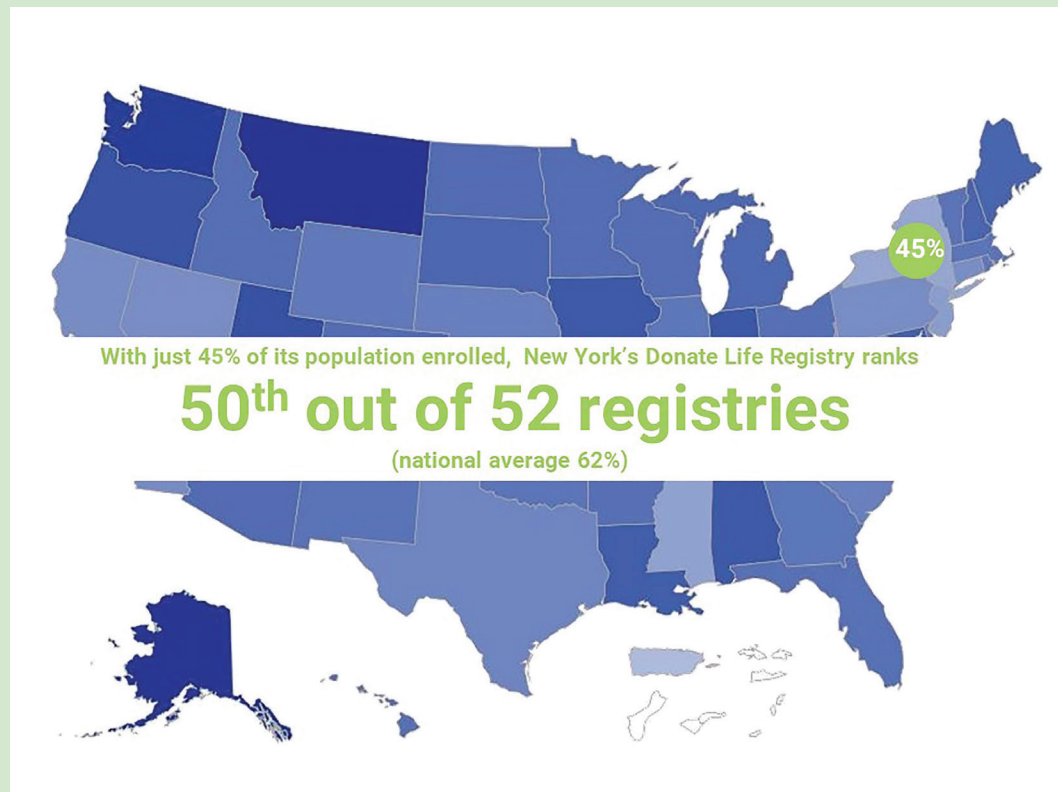 45%
With just 45% of its population enrolled, New York's Donate Life Registry ranks
50th out of 52 registries
(national average 62%)